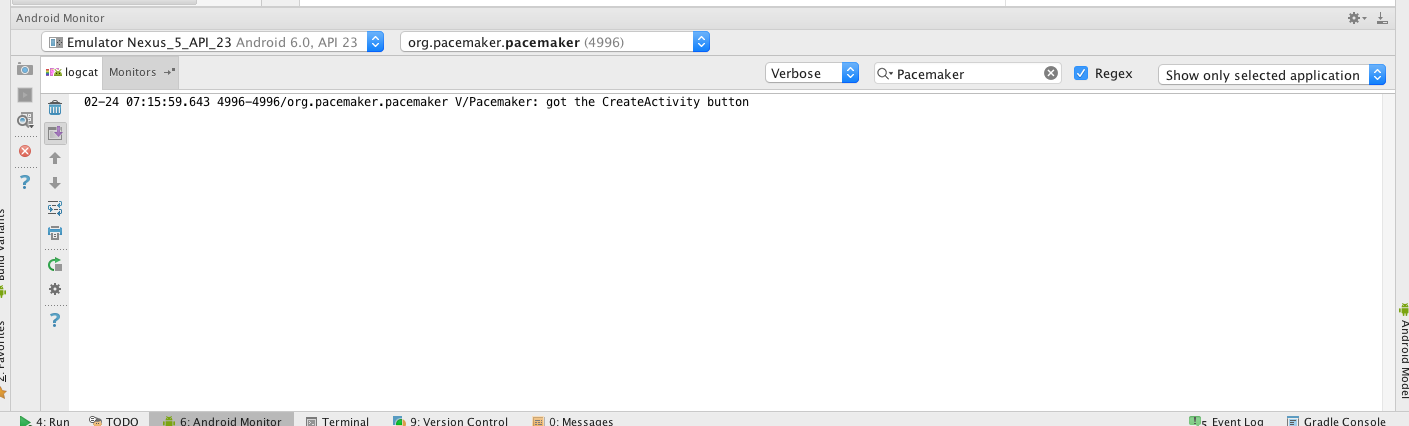 Android Monitor
Emulator Nexus_5_API_23 Android 6.0, API 23
org.pacemaker.pacemaker (4996)
logcat
Monitors
Verbose
Pacemaker
Regex
Show only selected application
02-24 07:15:59.643 4996-4996/org.pacemaker.pacemaker V/Pacemaker: got the CreateActivity button
Build Variants
2: Favorites
Android Model
4: Run
TODO
6: Android Monitor
Terminal
9: Version Control
0: Messages
5
Event Log
Gradle Console